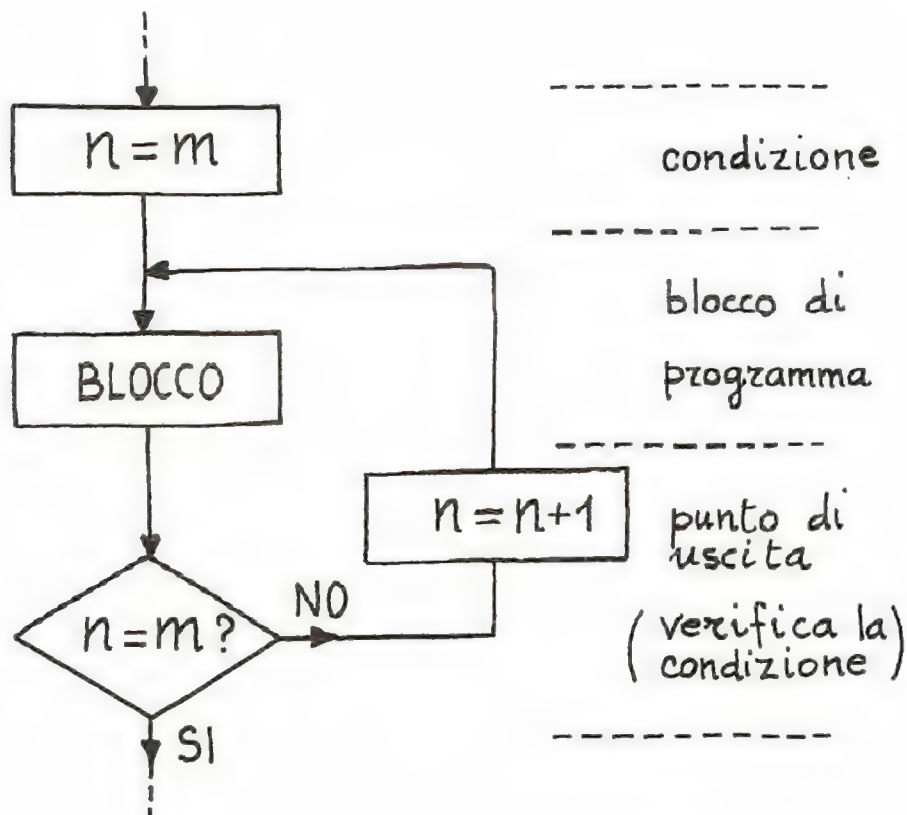 n = m
condizione
BLOCCO
blocco di
programma
n = n+1
punto di
uscita
n = m?
NO
( verifica la
condizione )
SI